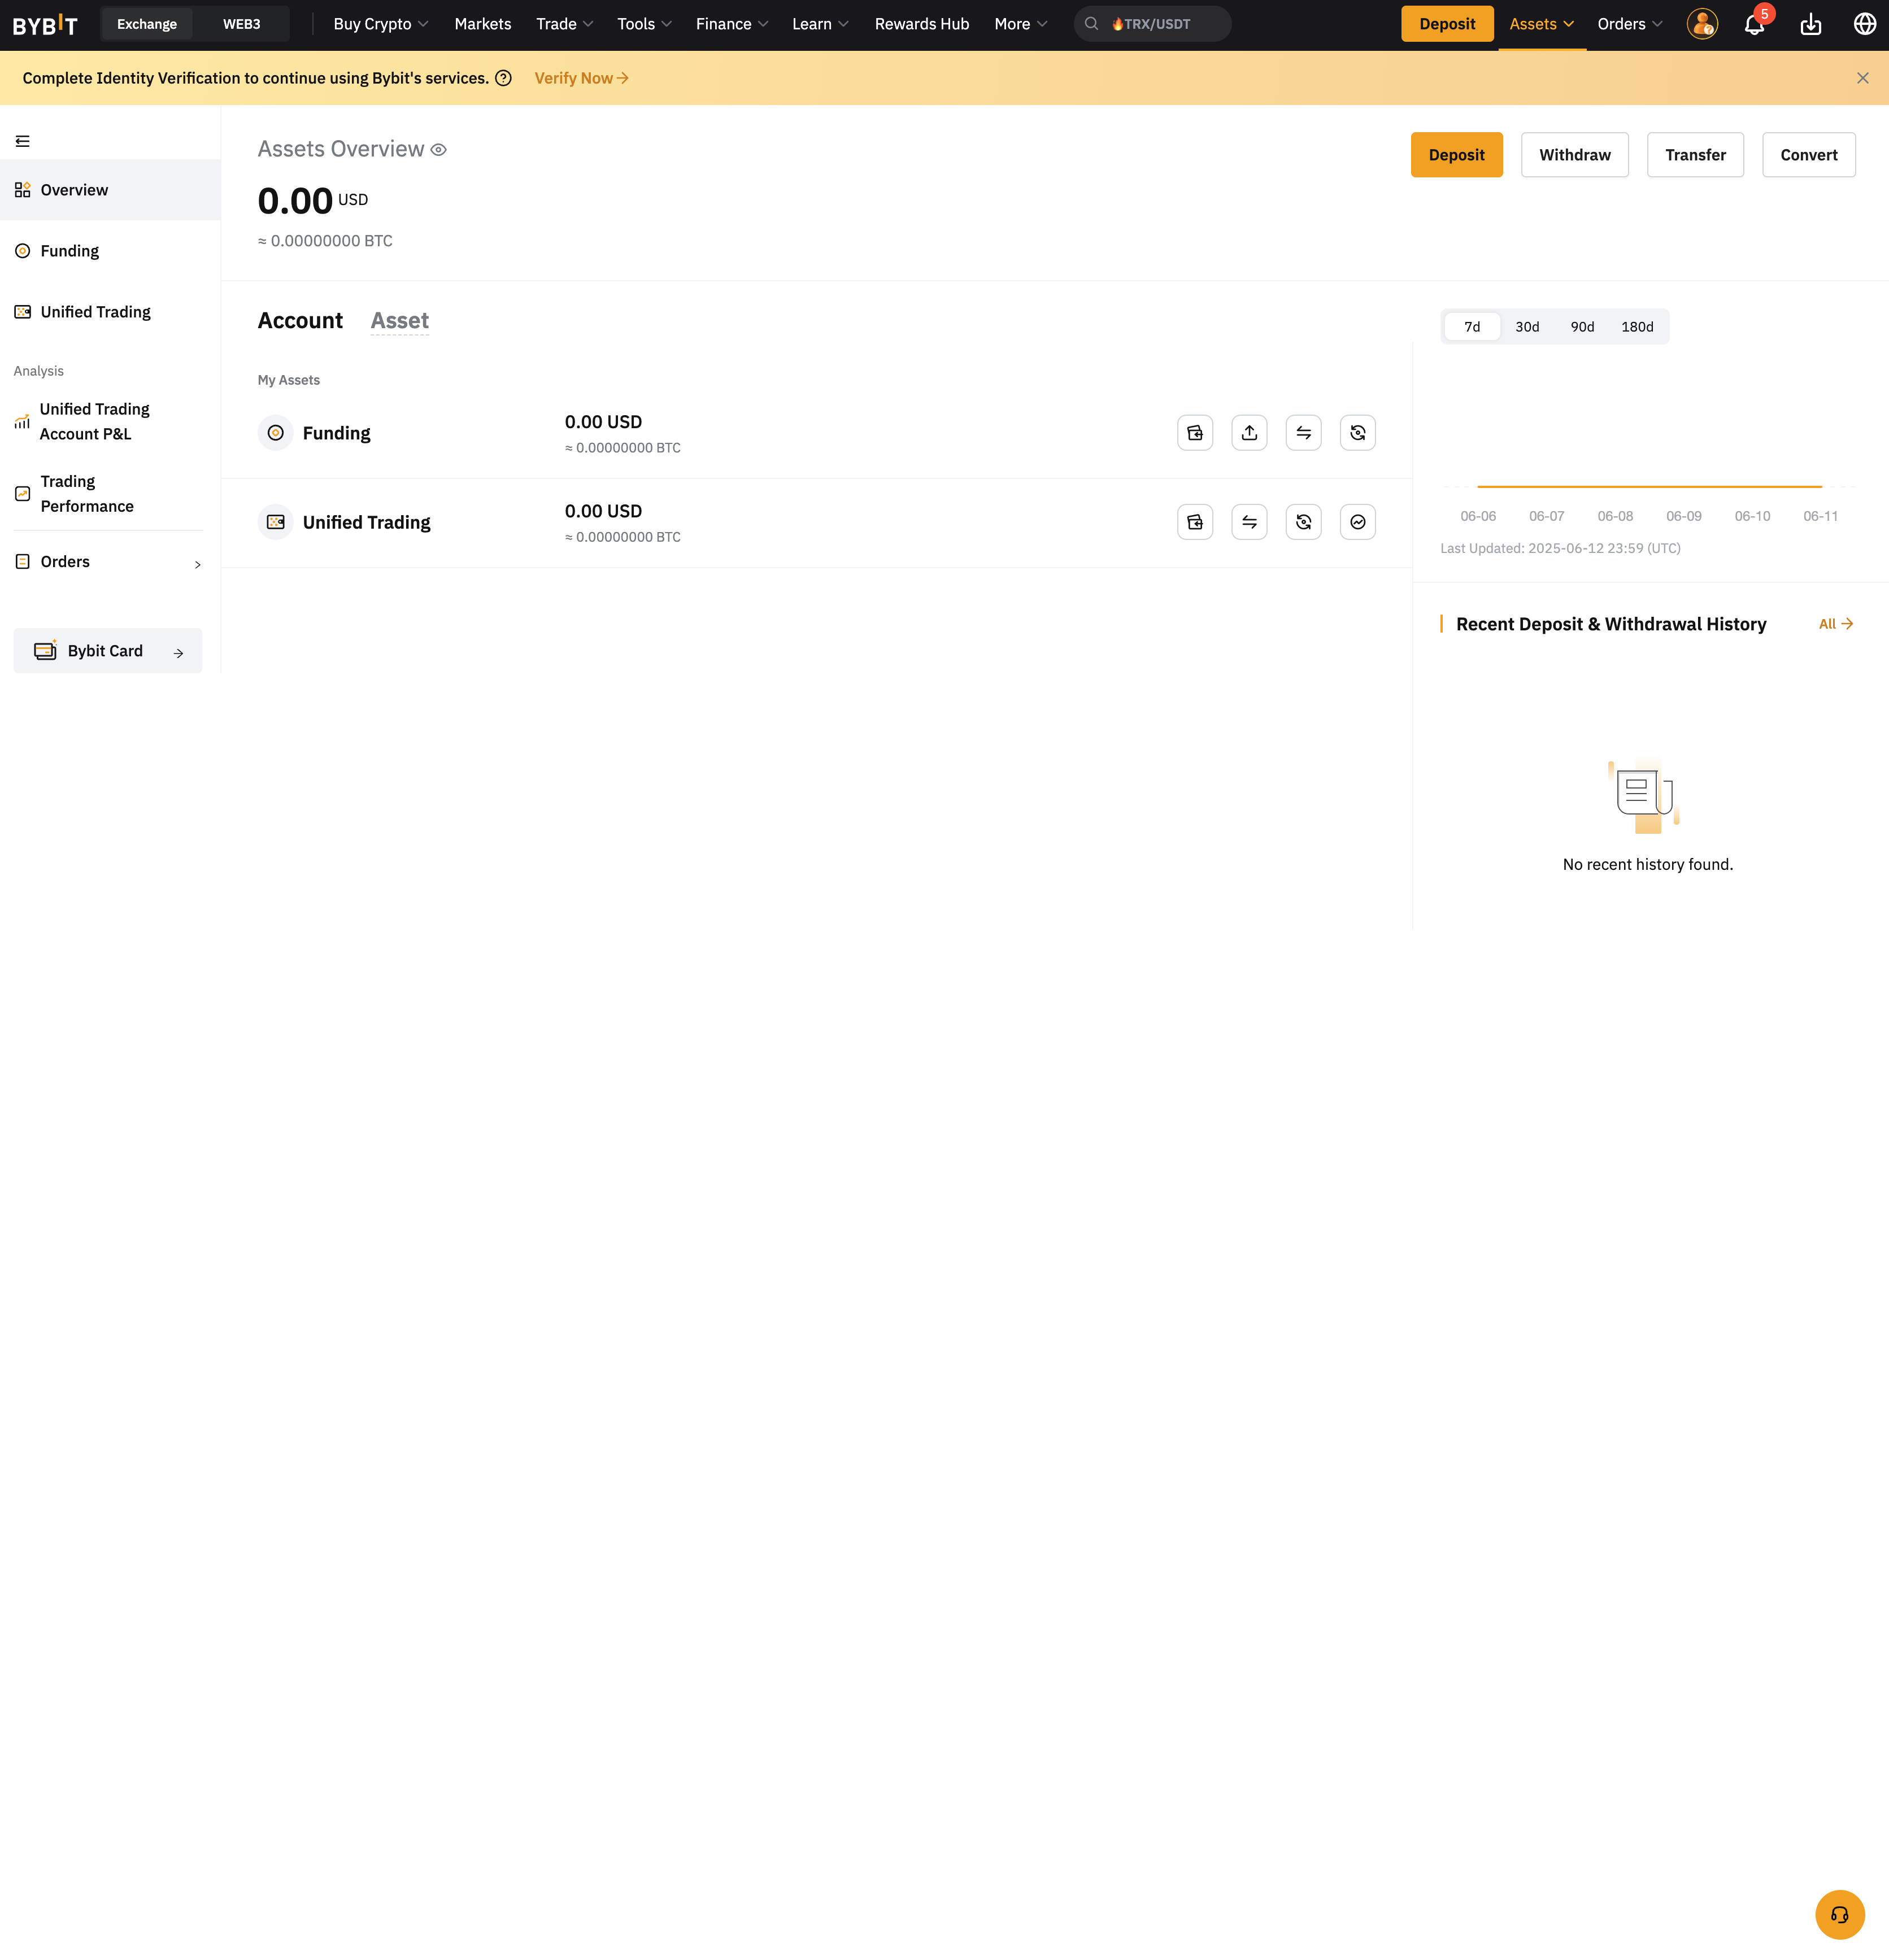 BYBIT Exchange WEB3 Buy Crypto Markets Trade Tools Finance Learn Rewards Hub More 🔥TRX/USDT Deposit Assets Orders 5
Complete Identity Verification to continue using Bybit's services. Verify Now
Overview
Funding
Unified Trading
Analysis
Unified Trading
Account P&L
Trading
Performance
Orders
Bybit Card
Assets Overview
0.00 USD
≈ 0.00000000 BTC
Deposit Withdraw Transfer Convert
Account Asset
My Assets
Funding
0.00 USD
≈ 0.00000000 BTC
Unified Trading
0.00 USD
≈ 0.00000000 BTC
7d 30d 90d 180d
06-06 06-07 06-08 06-09 06-10 06-11
Last Updated: 2025-06-12 23:59 (UTC)
Recent Deposit & Withdrawal History All
No recent history found.